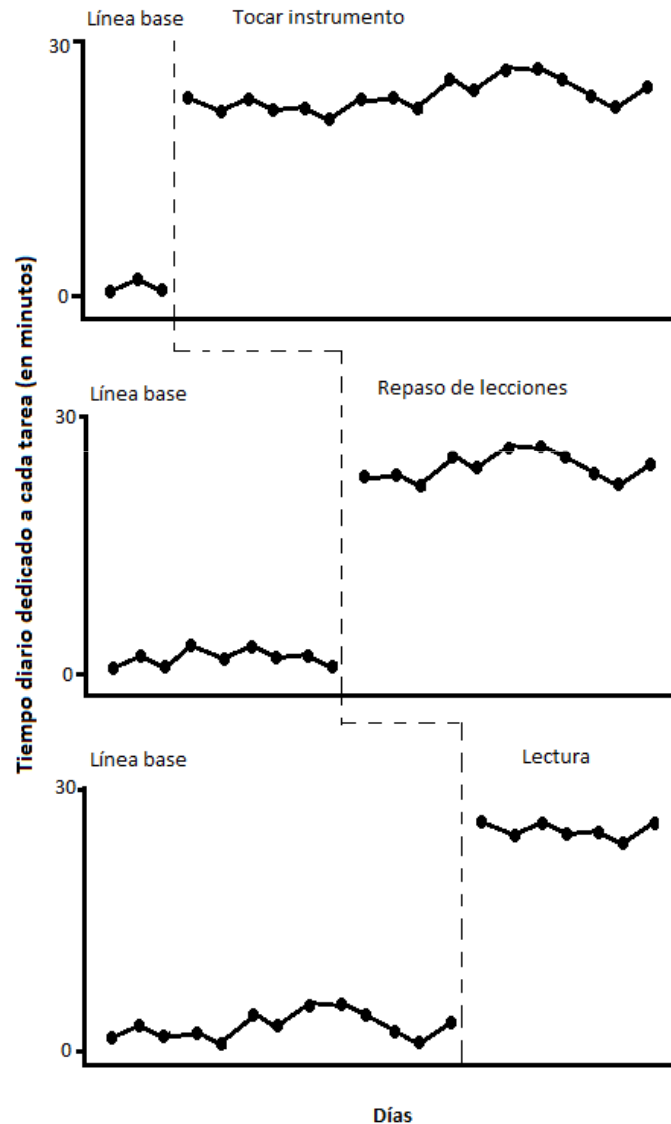 Línea base
Tocar instrumento
30
0
Tiempo diario dedicado a cada tarea (en minutos)
Línea base
Repaso de lecciones
30
0
Línea base
Lectura
30
0
Días